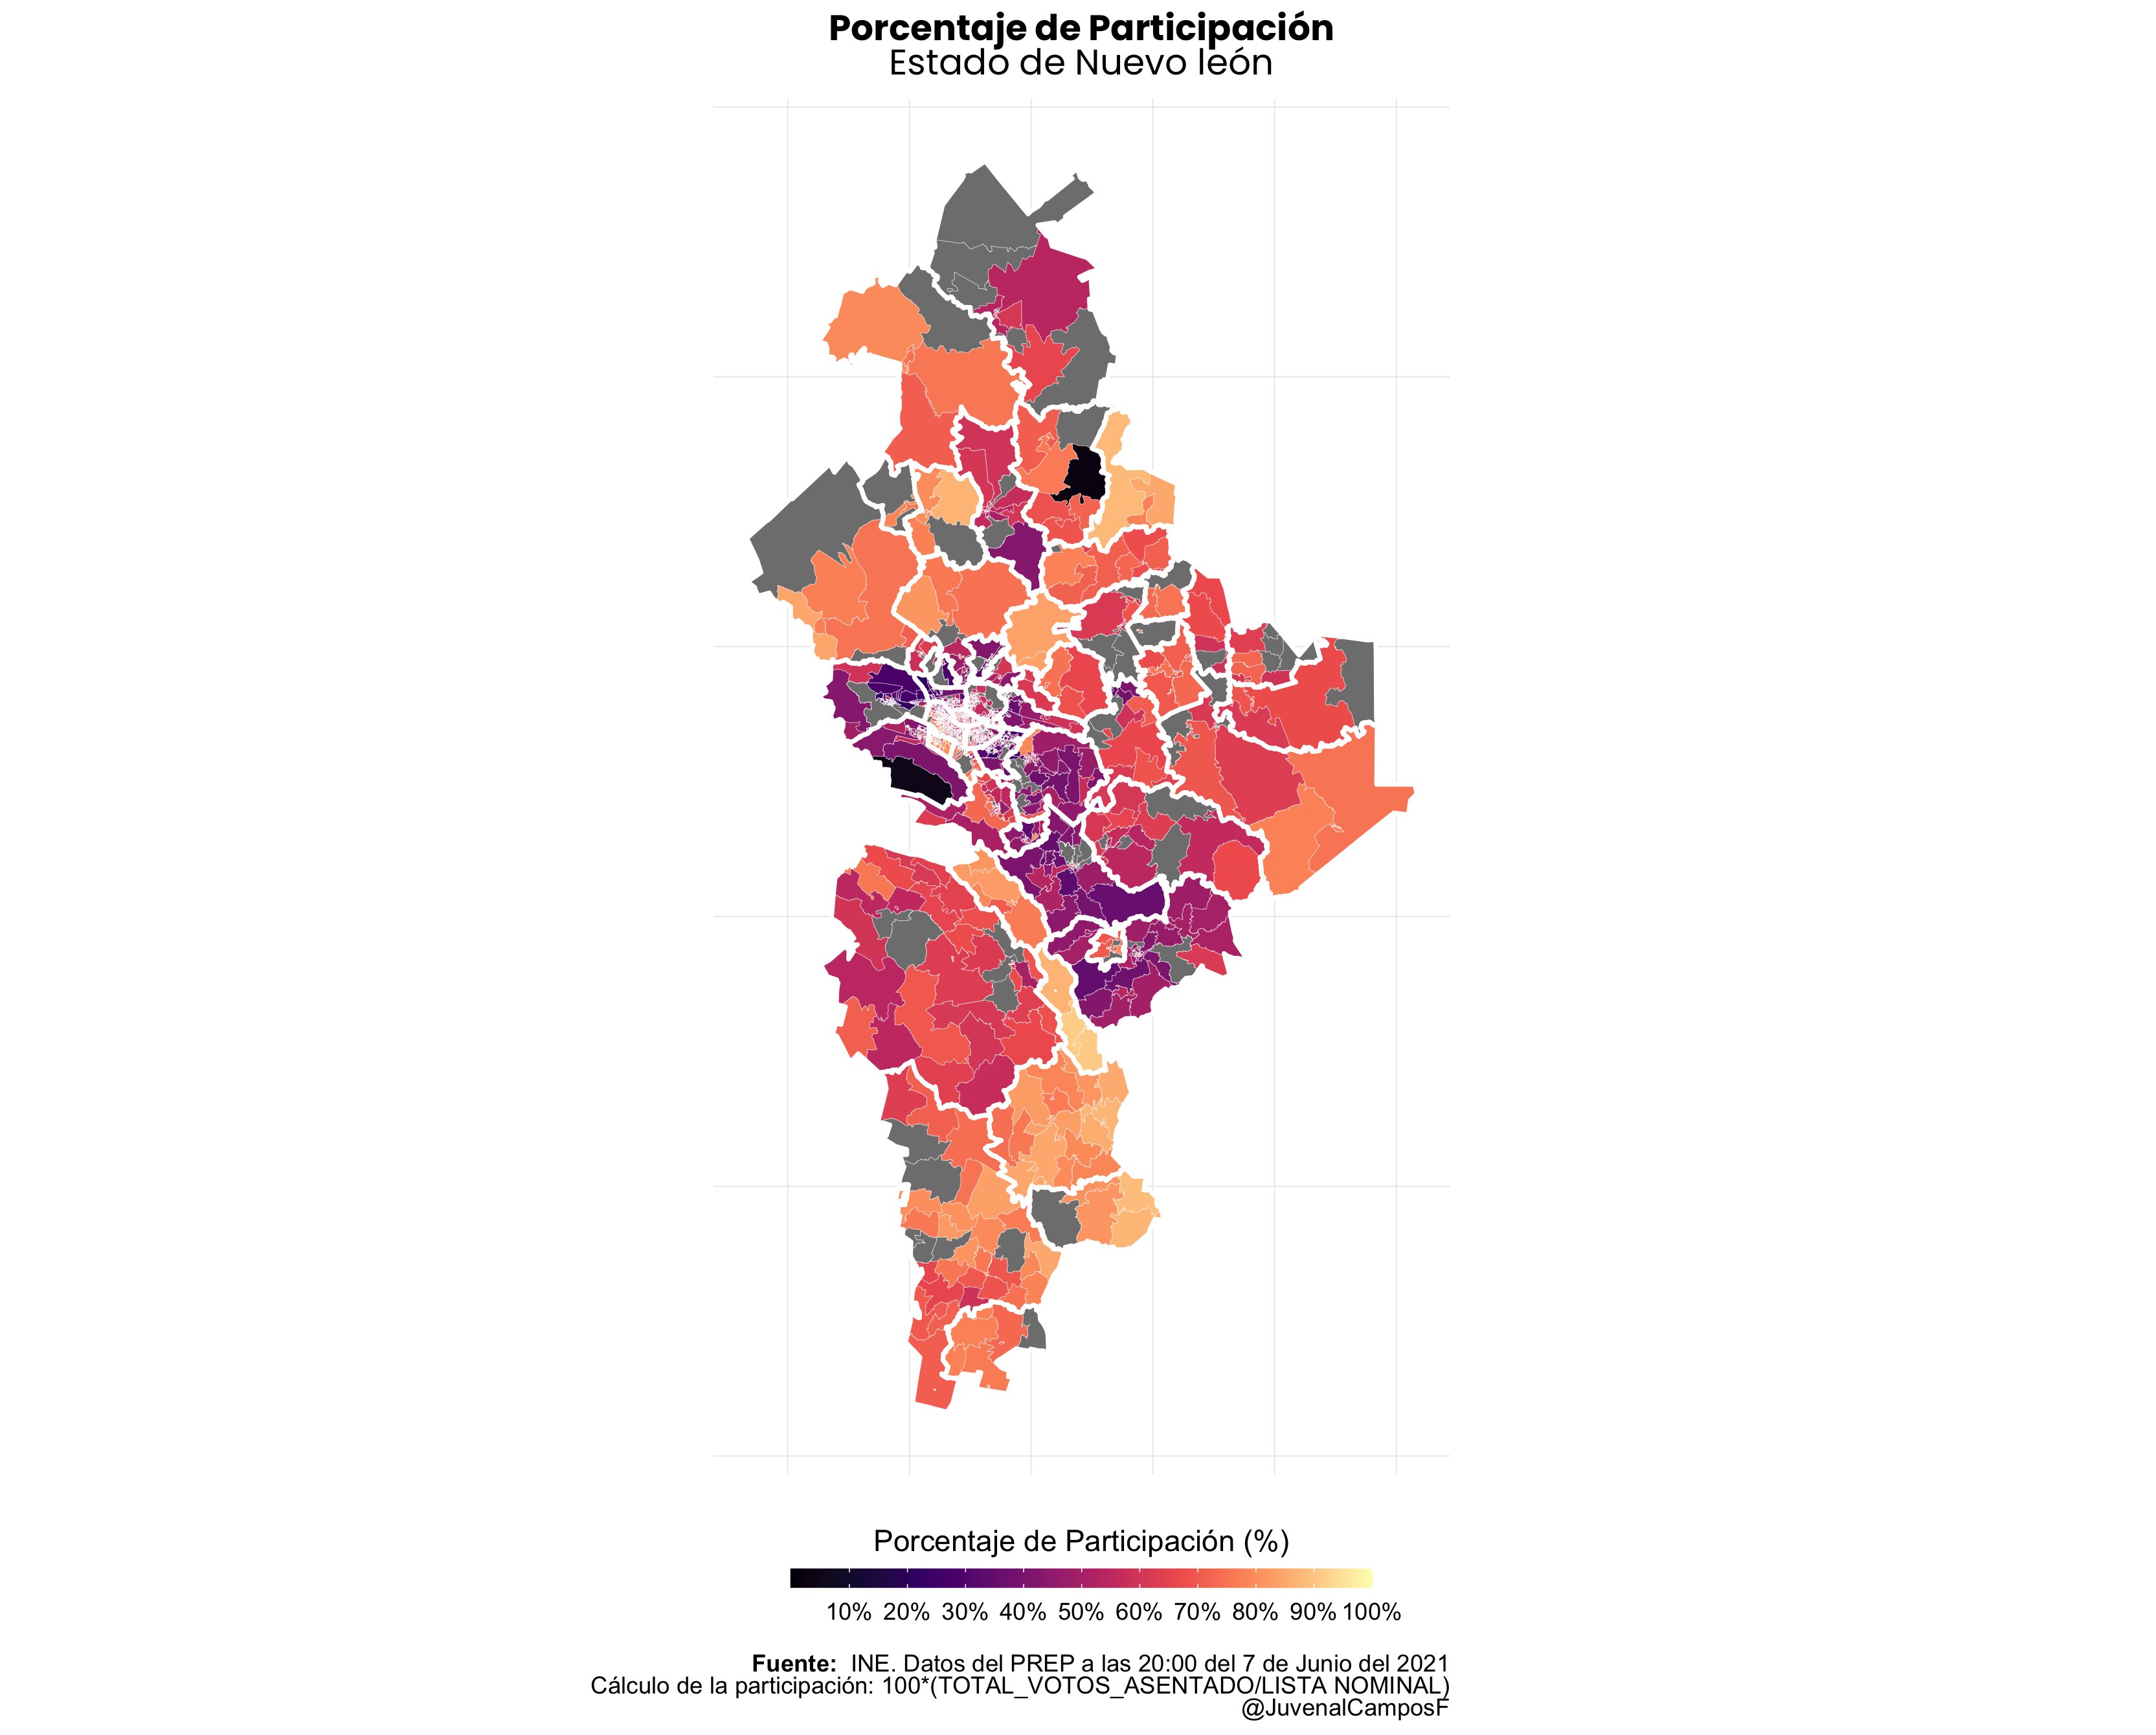 Porcentaje de Participación
Estado de Nuevo león
Porcentaje de Participación (%)
10% 20% 30% 40% 50% 60% 70% 80% 90% 100%
Fuente: INE. Datos del PREP a las 20:00 del 7 de Junio del 2021
Cálculo de la participación: 100*(TOTAL_VOTOS_ASENTADO/LISTA NOMINAL)
@JuvenalCamposF